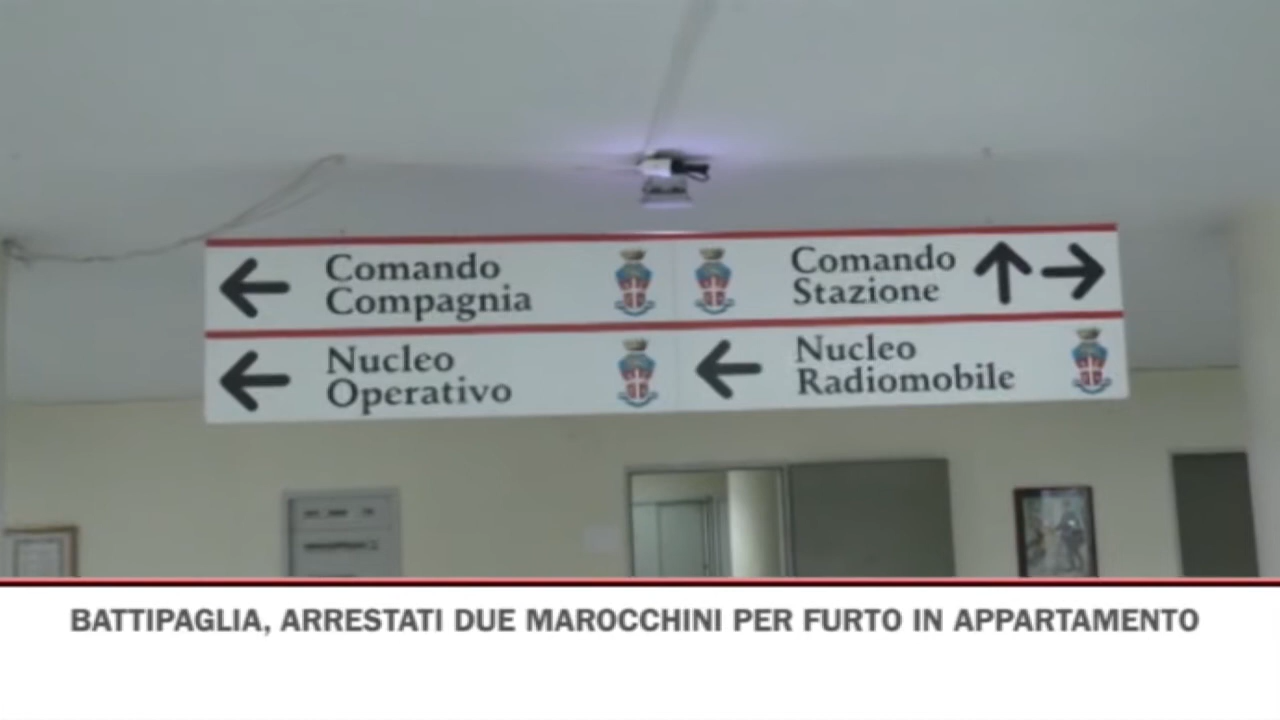 Comando
Compagnia
Comando
Stazione
Nucleo
Operativo
Nucleo
Radiomobile
BATTIPAGLIA, ARRESTATI DUE MAROCCHINI PER FURTO IN APPARTAMENTO